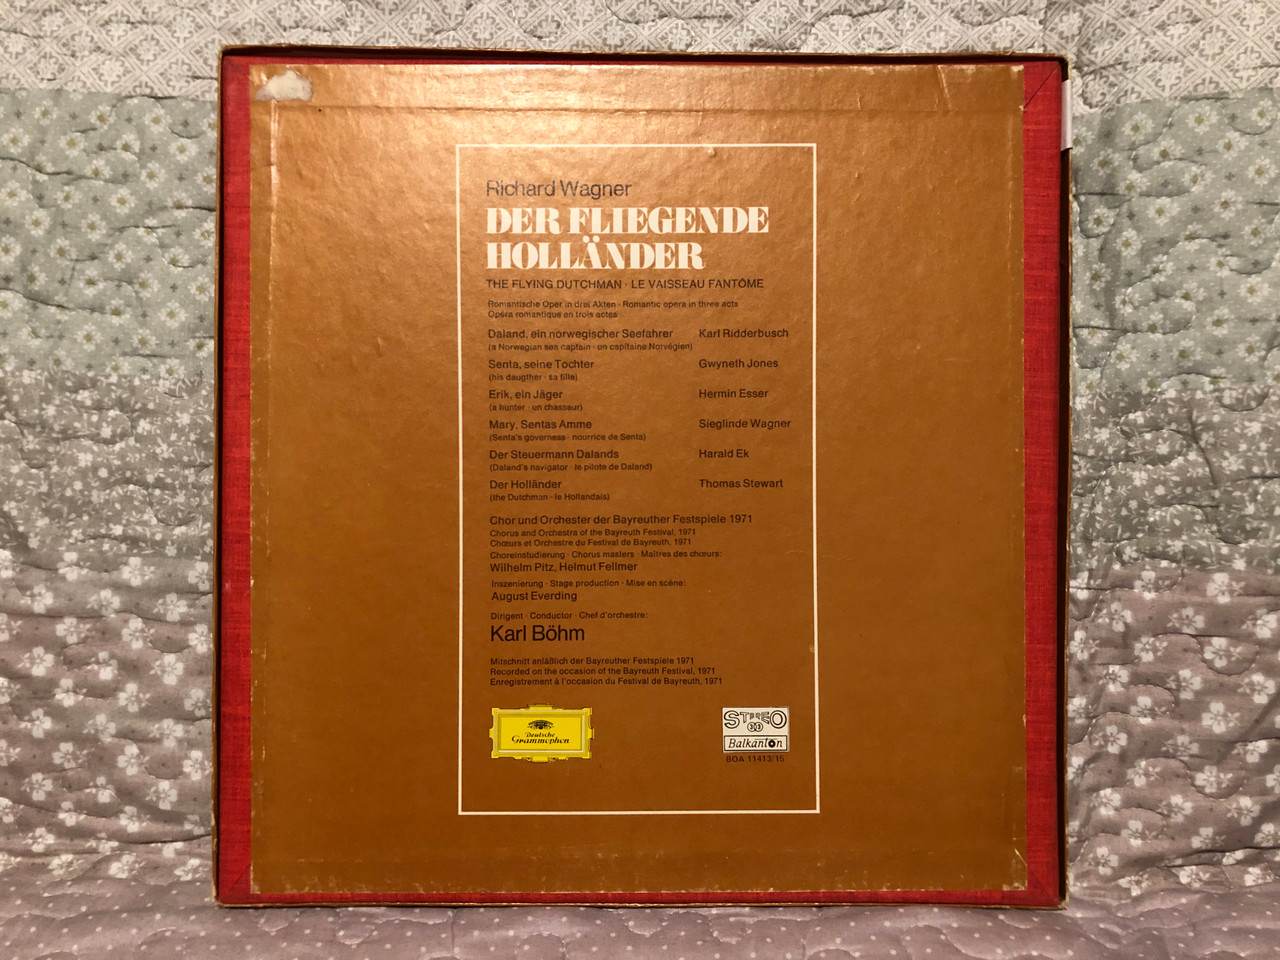 Richard Wagner
DER FLIEGENDE
HOLLÄNDER
THE FLYING DUTCHMAN · LE VAISSEAU FANTÔME
Romantische Oper in drei Akten · Romantic opera in three acts
Opéra romantique en trois actes
Daland, ein norwegischer Seefahrer Karl Ridderbusch
(a Norwegian sea captain · un capitaine Norvégien)
Senta, seine Tochter Gwyneth Jones
(his daugther · sa fille)
Erik, ein Jäger Hermin Esser
(a hunter · un chasseur)
Mary, Sentas Amme Sieglinde Wagner
(Senta's governess · nourrice de Senta)
Der Steuermann Dalands Harald Ek
(Daland's navigator · le pilote de Daland)
Der Holländer Thomas Stewart
(the Dutchman · le Hollandais)
Chor und Orchester der Bayreuther Festspiele 1971
Chorus and Orchestra of the Bayreuth Festival, 1971
Chœurs et Orchestre du Festival de Bayreuth, 1971
Choreinstudierung · Chorus masters · Maîtres des chœurs:
Wilhelm Pitz, Helmut Fellmer
Inszenierung · Stage production · Mise en scène:
August Everding
Dirigent · Conductor · Chef d'orchestre:
Karl Böhm
Mitschnitt anläßlich der Bayreuther Festspiele 1971
Recorded on the occasion of the Bayreuth Festival, 1971
Enregistrement à l'occasion du Festival de Bayreuth, 1971
Deutsche
Grammophon
STEREO
33
Balkanton
BOA 11413/15